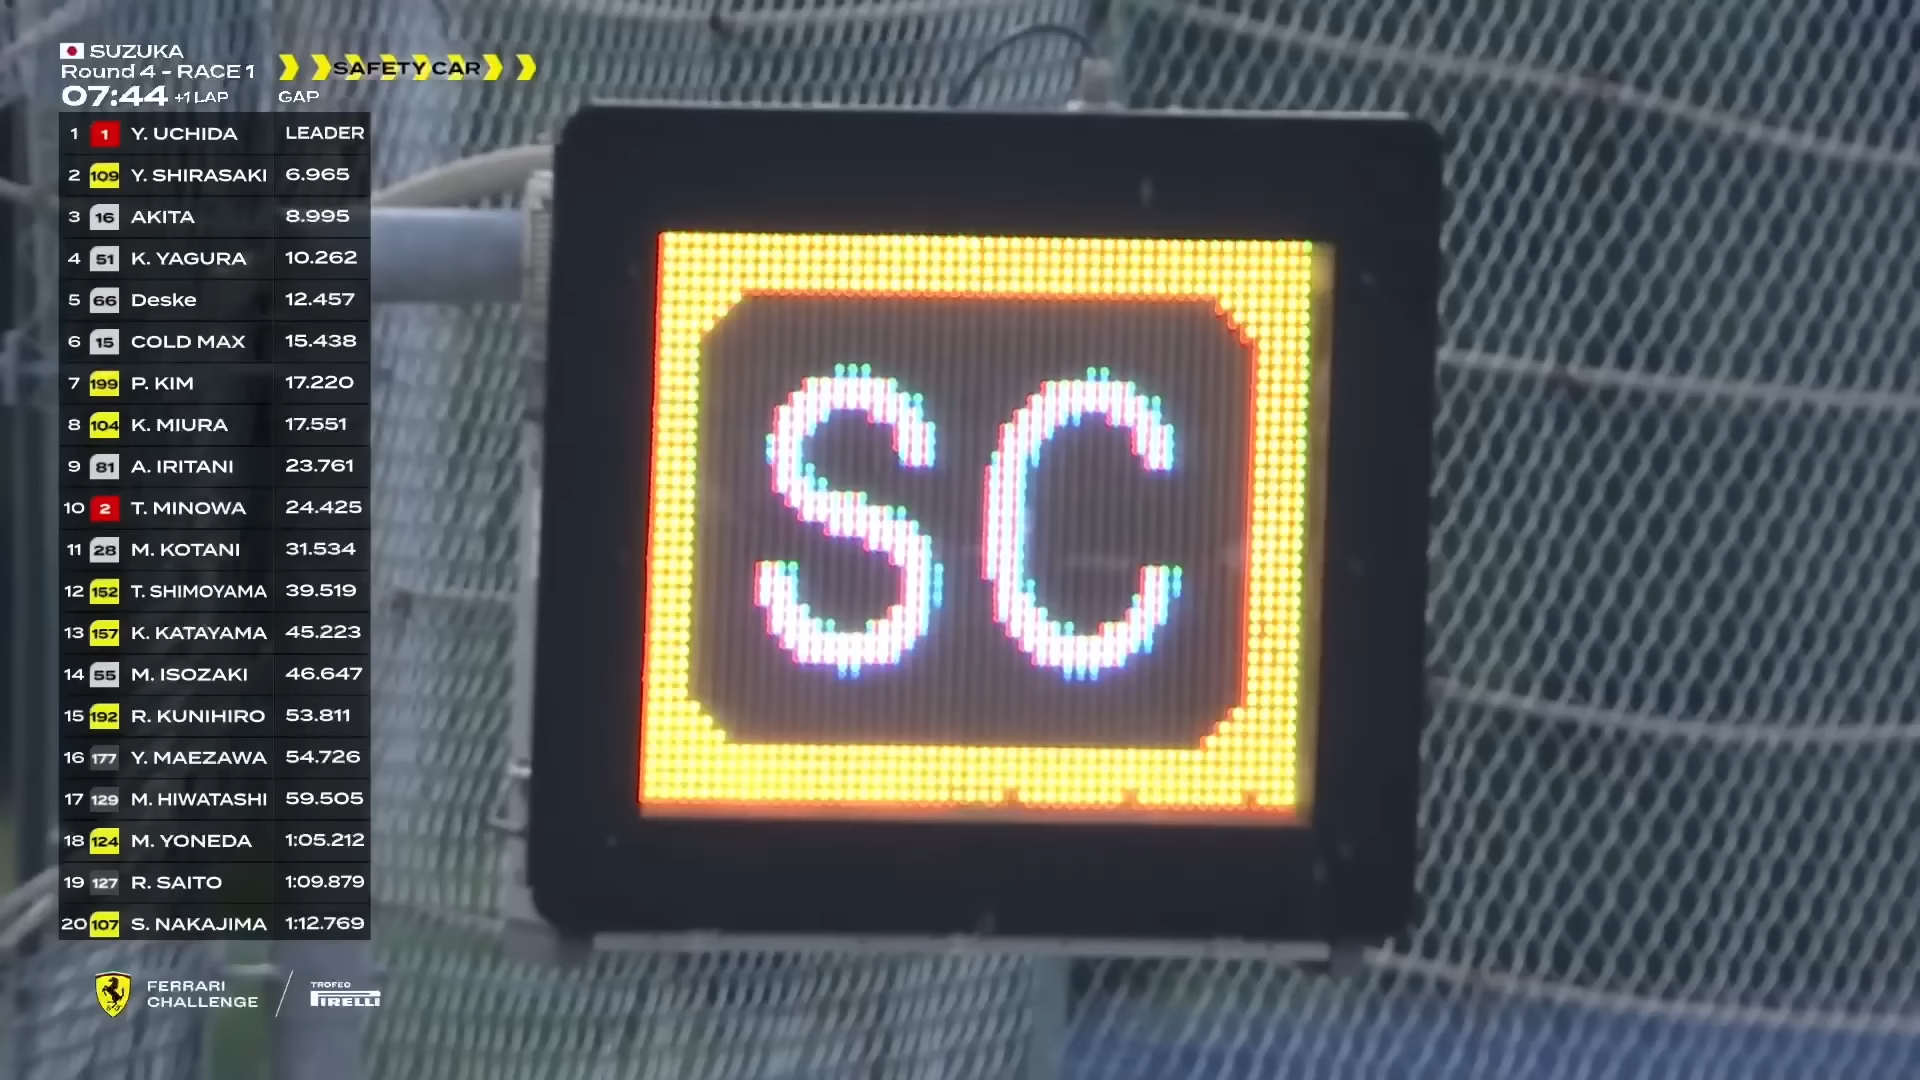 SUZUKA
Round 4 - RACE 1
SAFETY CAR
07:44 +1 LAP GAP
1 1 Y. UCHIDA LEADER
2 109 Y. SHIRASAKI 6.965
3 16 AKITA 8.995
4 51 K. YAGURA 10.262
5 66 Deske 12.457
6 15 COLD MAX 15.438
7 199 P. KIM 17.220
8 104 K. MIURA 17.551
9 81 A. IRITANI 23.761
10 2 T. MINOWA 24.425
11 28 M. KOTANI 31.534
12 152 T. SHIMOYAMA 39.519
13 157 K. KATAYAMA 45.223
14 55 M. ISOZAKI 46.647
15 192 R. KUNIHIRO 53.811
16 177 Y. MAEZAWA 54.726
17 129 M. HIWATASHI 59.505
18 124 M. YONEDA 1:05.212
19 127 R. SAITO 1:09.879
20 107 S. NAKAJIMA 1:12.769
FERRARI
CHALLENGE
TROFEO
PIRELLI
SC